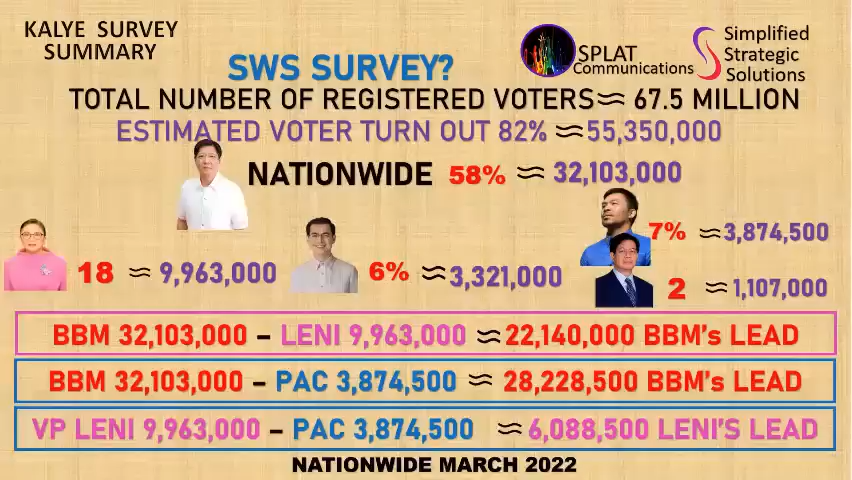 KALYE SURVEY
SUMMARY
SPLAT
Communications
Simplified
Strategic
Solutions
SWS SURVEY?
TOTAL NUMBER OF REGISTERED VOTERS≈ 67.5 MILLION
ESTIMATED VOTER TURN OUT 82% ≈55,350,000
NATIONWIDE 58% ≈ 32,103,000
7% ≈3,874,500
18 ≈ 9,963,000
6% ≈3,321,000
2 ≈ 1,107,000
BBM 32,103,000 – LENI 9,963,000 ≈22,140,000 BBM's LEAD
BBM 32,103,000 – PAC 3,874,500 ≈ 28,228,500 BBM's LEAD
VP LENI 9,963,000 – PAC 3,874,500 ≈6,088,500 LENI'S LEAD
NATIONWIDE MARCH 2022